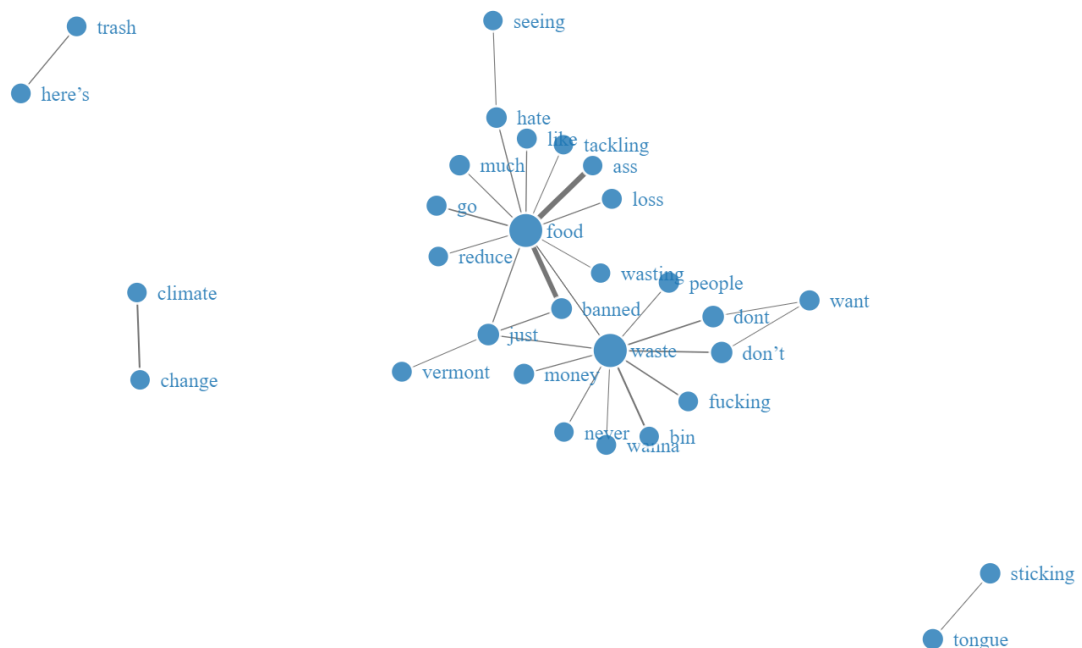 seeing
trash
here’s
hate
like
tackling
much
ass
loss
go
food
reduce
wasting
people
climate
want
banned
dont
just
waste
don’t
vermont
money
change
fucking
never
bin
wanna
sticking
tongue